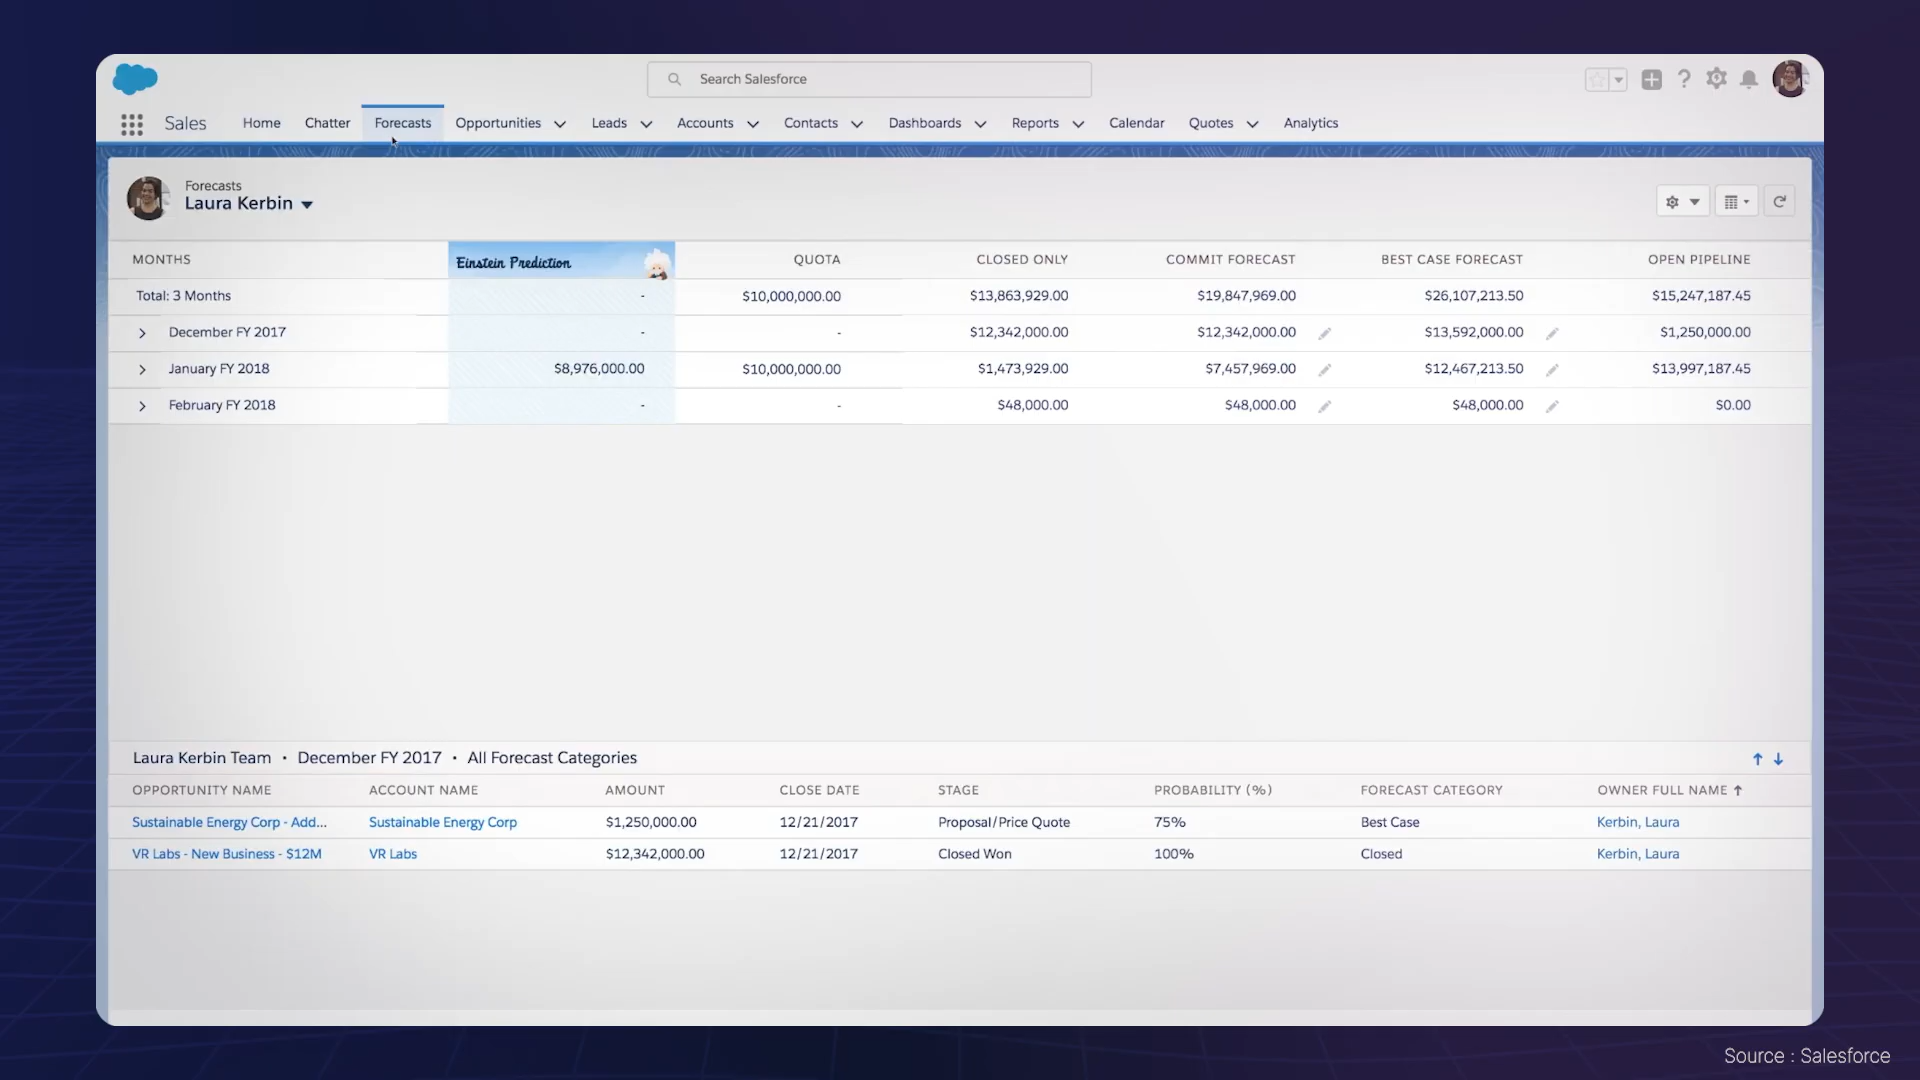 Search Salesforce
Sales Home Chatter Forecasts Opportunities Leads Accounts Contacts Dashboards Reports Calendar Quotes Analytics
Forecasts
Laura Kerbin
MONTHS Einstein Prediction QUOTA CLOSED ONLY COMMIT FORECAST BEST CASE FORECAST OPEN PIPELINE
Total: 3 Months - $10,000,000.00 $13,863,929.00 $19,847,969.00 $26,107,213.50 $15,247,187.45
December FY 2017 - - $12,342,000.00 $12,342,000.00 $13,592,000.00 $1,250,000.00
January FY 2018 $8,976,000.00 $10,000,000.00 $1,473,929.00 $7,457,969.00 $12,467,213.50 $13,997,187.45
February FY 2018 - - $48,000.00 $48,000.00 $48,000.00 $0.00
Laura Kerbin Team · December FY 2017 · All Forecast Categories
OPPORTUNITY NAME ACCOUNT NAME AMOUNT CLOSE DATE STAGE PROBABILITY (%) FORECAST CATEGORY OWNER FULL NAME ↑
Sustainable Energy Corp - Add... Sustainable Energy Corp $1,250,000.00 12/21/2017 Proposal/Price Quote 75% Best Case Kerbin, Laura
VR Labs - New Business - $12M VR Labs $12,342,000.00 12/21/2017 Closed Won 100% Closed Kerbin, Laura
Source : Salesforce